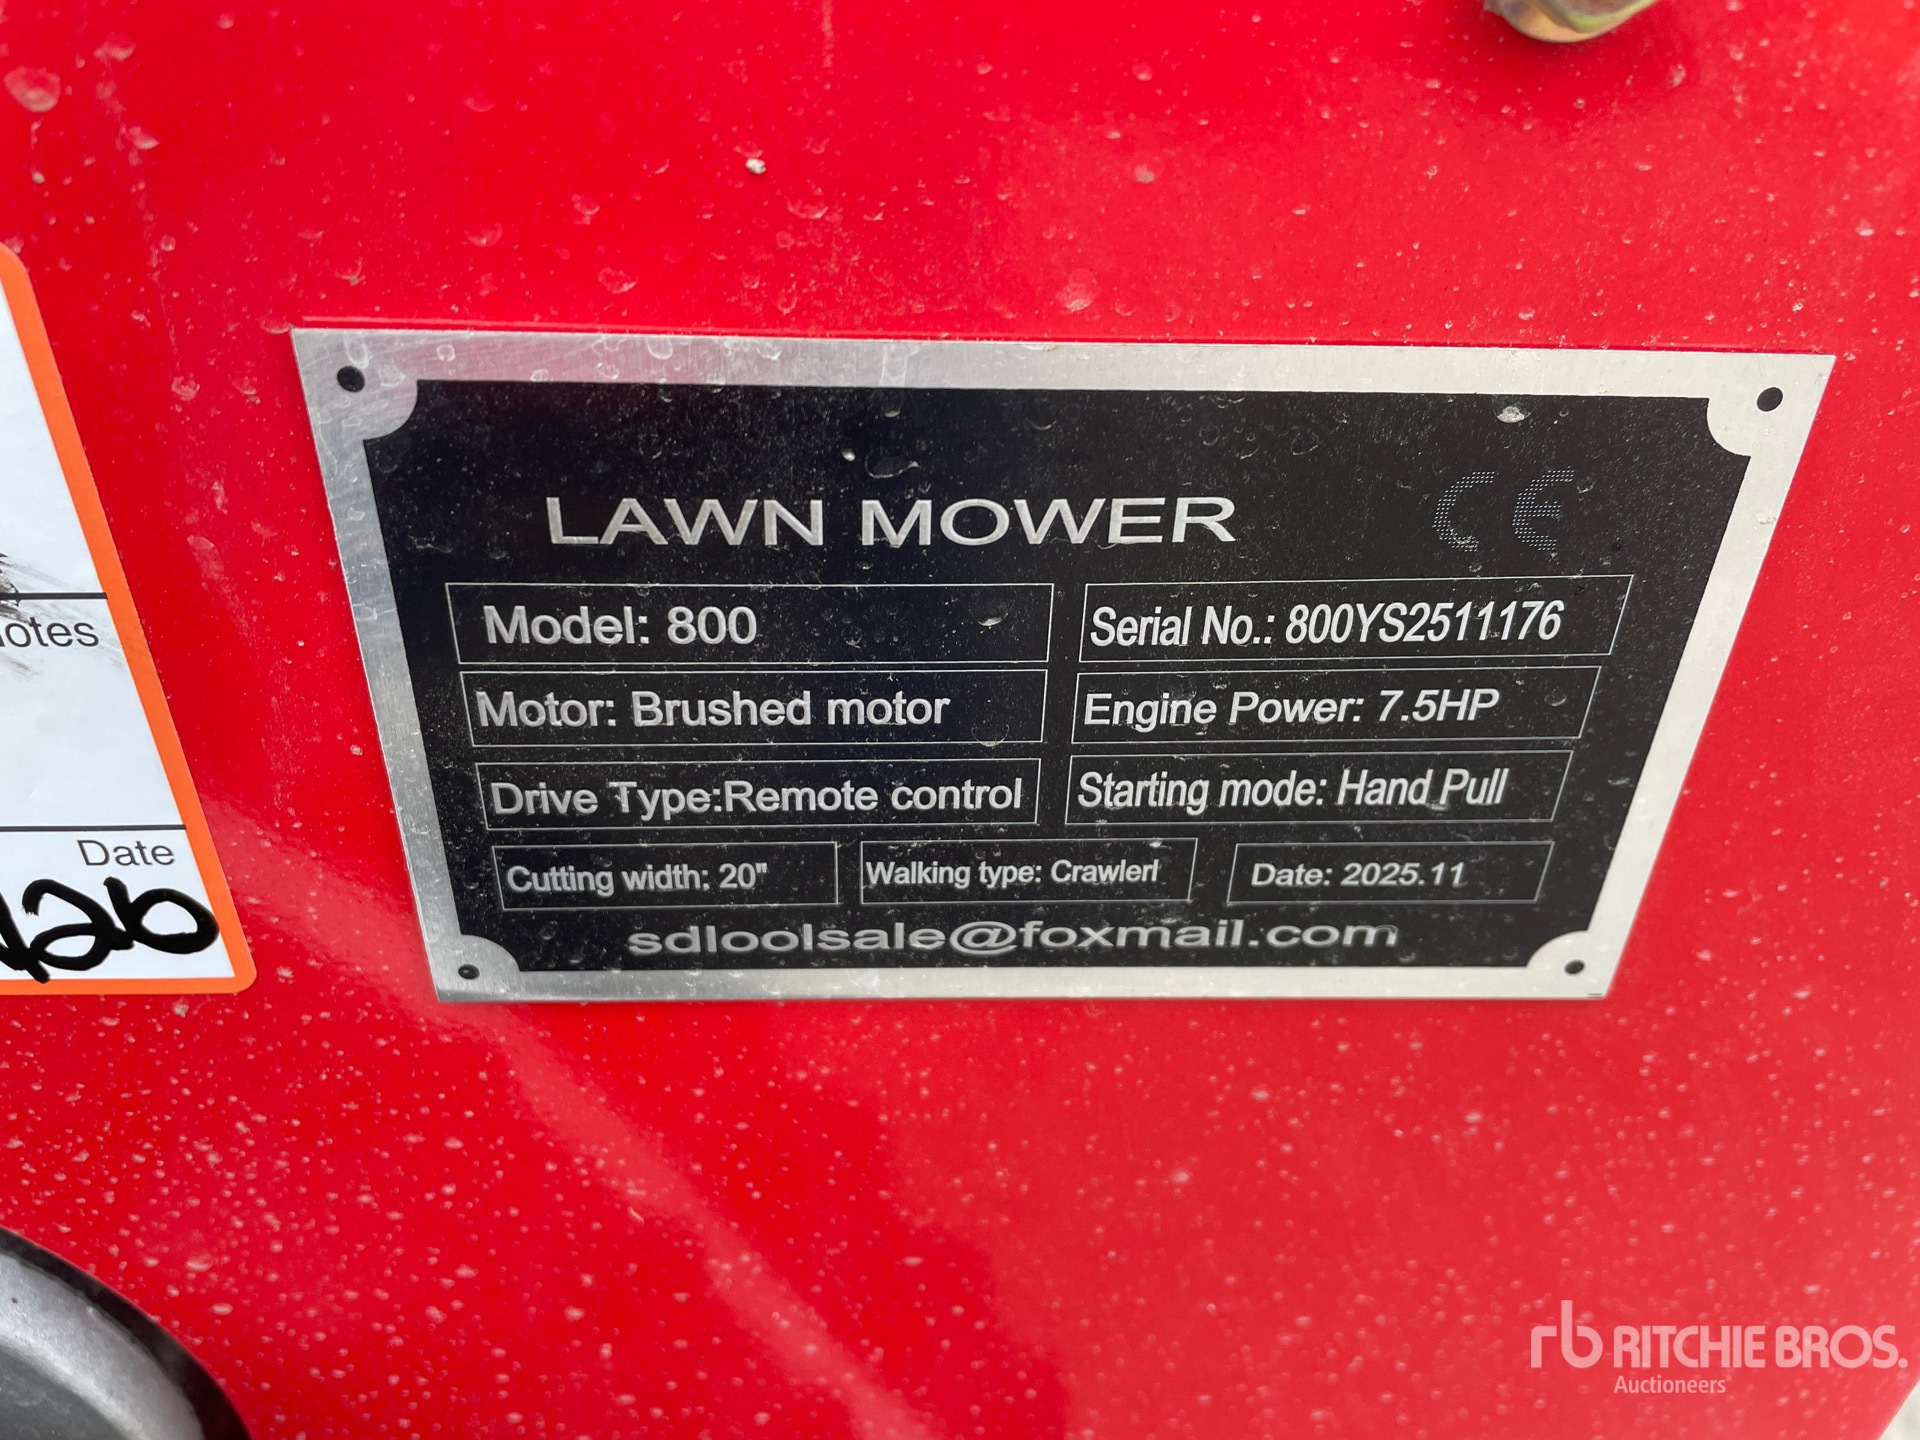 LAWN MOWER
CE
Model: 800
Serial No.: 800YS2511176
Motor: Brushed motor
Engine Power: 7.5HP
Drive Type:Remote control
Starting mode: Hand Pull
Cutting width: 20"
Walking type: Crawlerl
Date: 2025.11
sdloolsale@foxmail.com
otes
Date
rb RITCHIE BROS.
Auctioneers